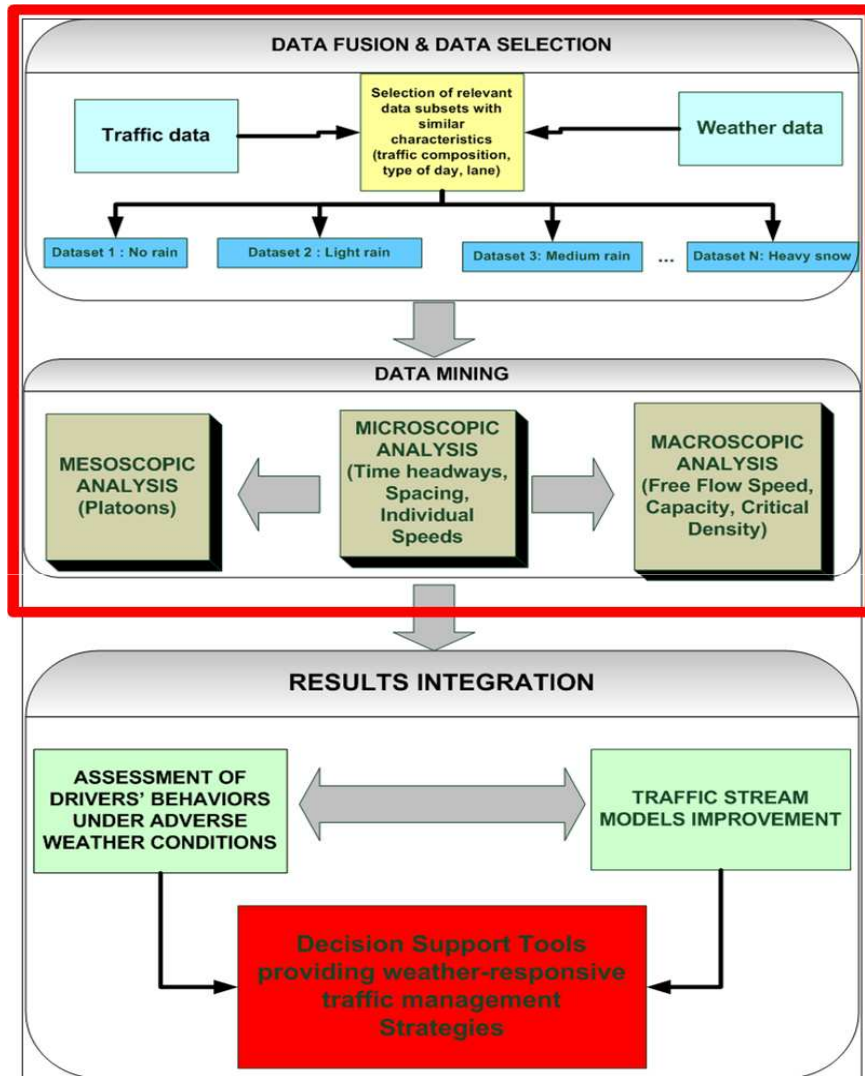 DATA FUSION & DATA SELECTION
Traffic data
Selection of relevant
data subsets with
similar
characteristics
(traffic composition,
type of day, lane)
Weather data
Dataset 1 : No rain
Dataset 2 : Light rain
Dataset 3: Medium rain
...
Dataset N: Heavy snow
DATA MINING
MESOSCOPIC
ANALYSIS
(Platoons)
MICROSCOPIC
ANALYSIS
(Time headways,
Spacing,
Individual
Speeds
MACROSCOPIC
ANALYSIS
(Free Flow Speed,
Capacity, Critical
Density)
RESULTS INTEGRATION
ASSESSMENT OF
DRIVERS' BEHAVIORS
UNDER ADVERSE
WEATHER CONDITIONS
TRAFFIC STREAM
MODELS IMPROVEMENT
Decision Support Tools
providing weather-responsive
traffic management
Strategies